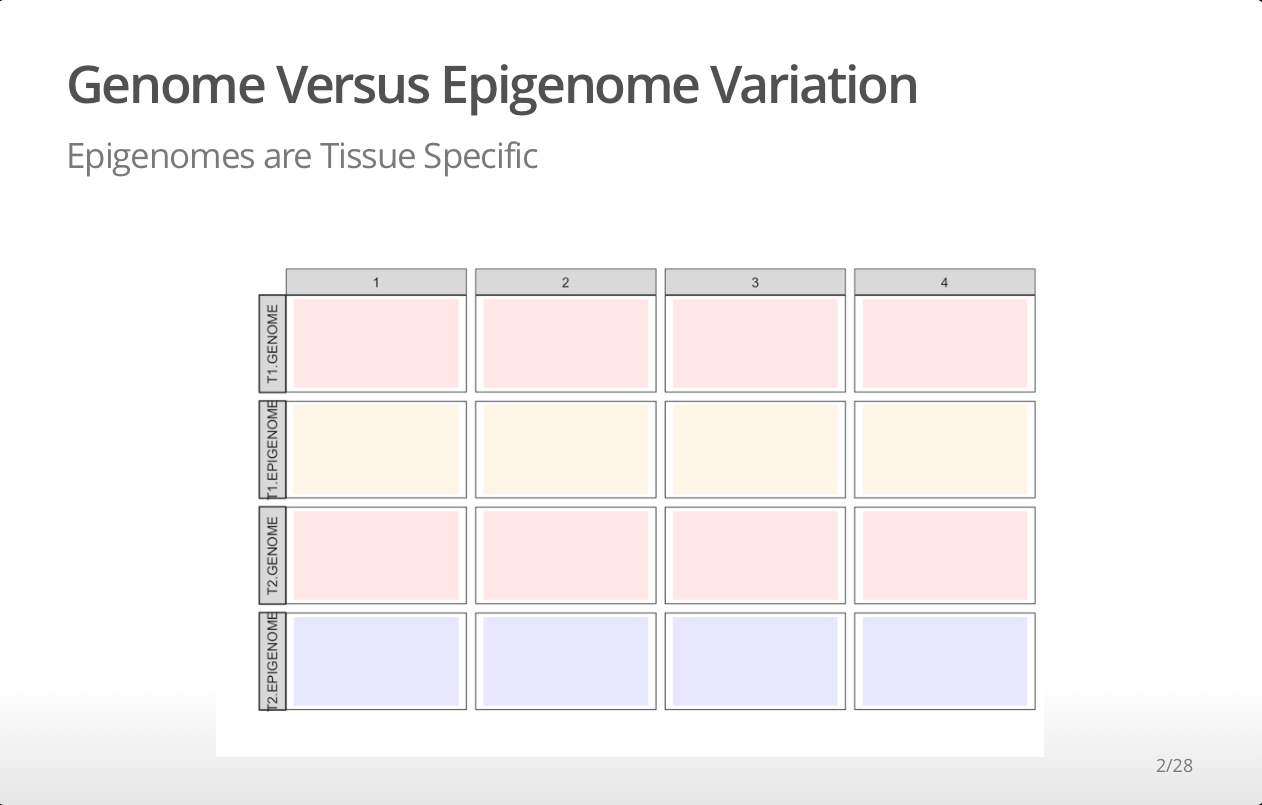 Genome Versus Epigenome Variation
Epigenomes are Tissue Specific
1 2 3 4
T1.GENOME
T1.EPIGENOME
T2.GENOME
T2.EPIGENOME
2/28